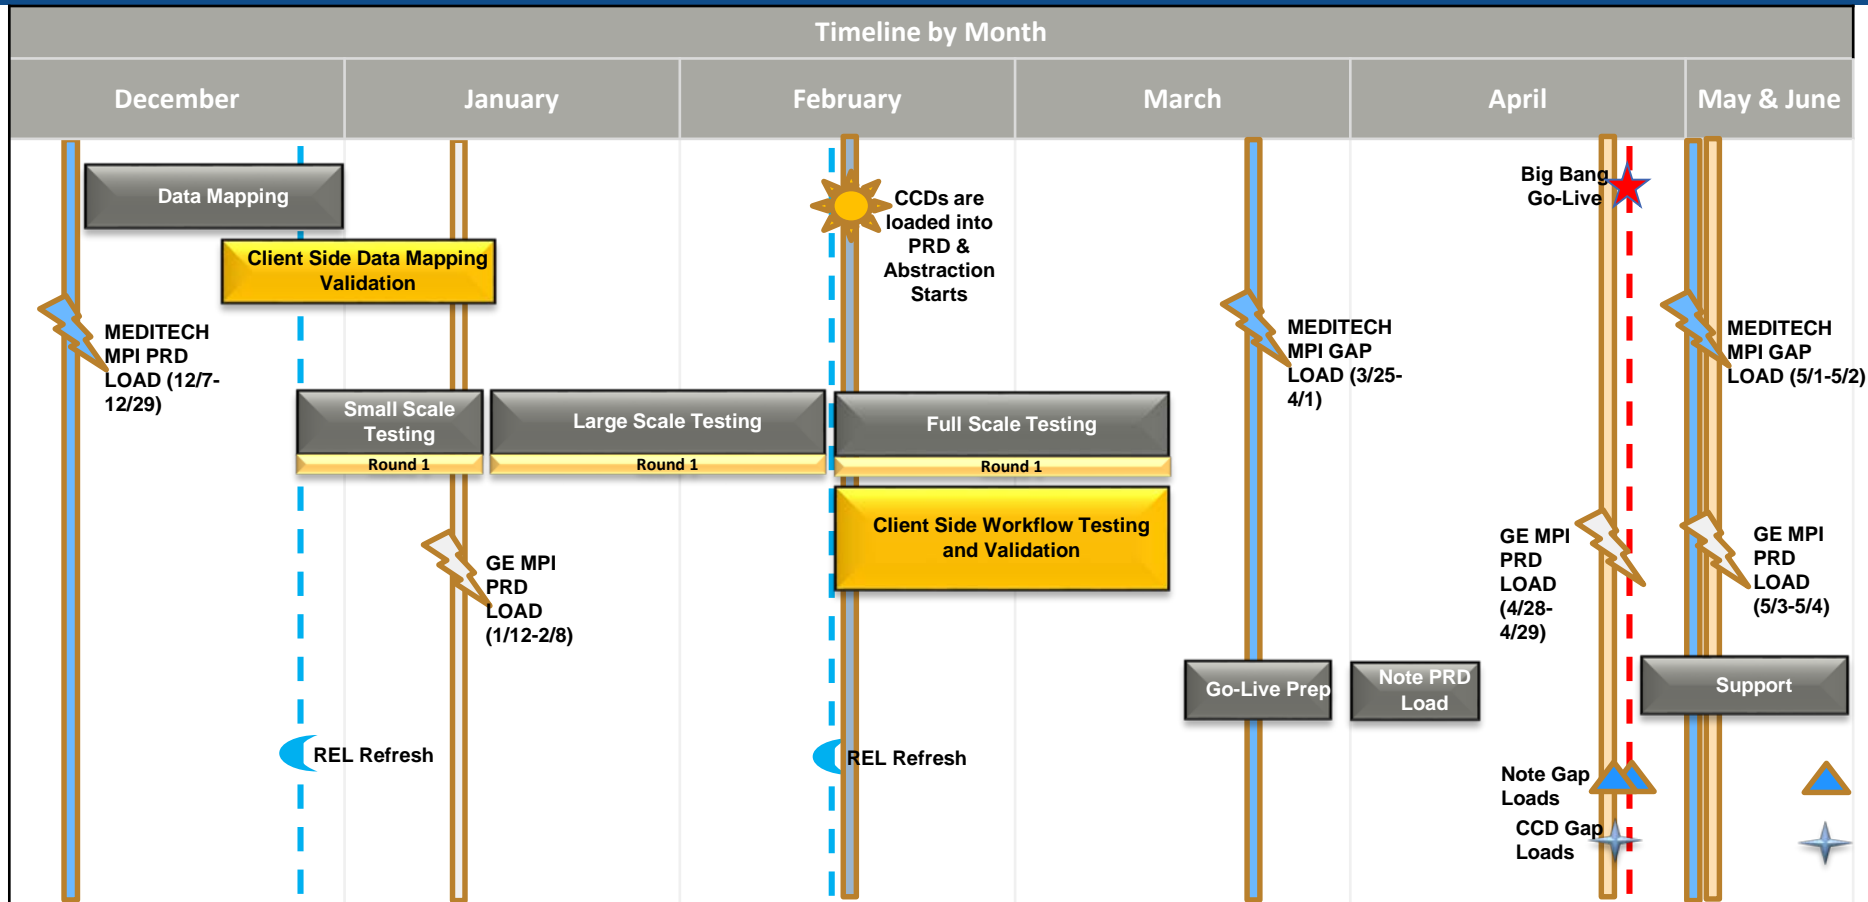 Timeline by Month
December
January
February
March
April
May & June
Data Mapping
Client Side Data Mapping
Validation
MEDITECH
MPI PRD
LOAD (12/7-
12/29)
CCDs are
loaded into
PRD &
Abstraction
Starts
Big Bang
Go-Live
MEDITECH
MPI GAP
LOAD (3/25-
4/1)
MEDITECH
MPI GAP
LOAD (5/1-5/2)
Small Scale
Testing
Round 1
Large Scale Testing
Round 1
Full Scale Testing
Round 1
Client Side Workflow Testing
and Validation
GE MPI
PRD
LOAD
(1/12-2/8)
GE MPI
PRD
LOAD
(4/28-
4/29)
GE MPI
PRD
LOAD
(5/3-5/4)
Go-Live Prep
Note PRD
Load
Support
REL Refresh
REL Refresh
Note Gap
Loads
CCD Gap
Loads